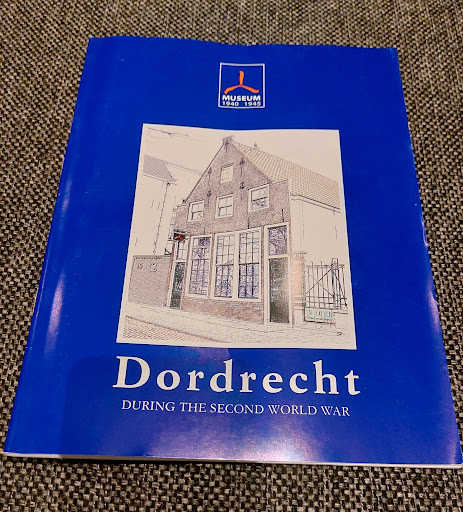 MUSEUM
1940 1945
Dordrecht
DURING THE SECOND WORLD WAR